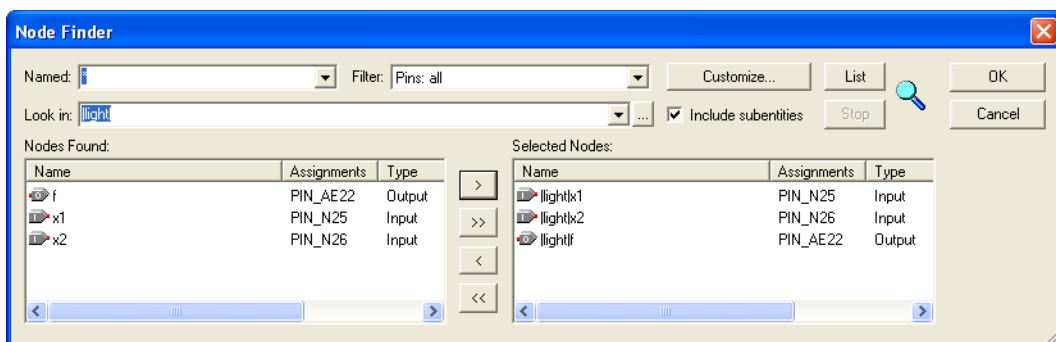 Node Finder
Named: * Filter: Pins: all Customize... List OK
Look in: |light| ... Include subentities Stop Cancel
Nodes Found: Selected Nodes:
Name Assignments Type > Name Assignments Type
f PIN_AE22 Output |light|x1 PIN_N25 Input
x1 PIN_N25 Input >> |light|x2 PIN_N26 Input
x2 PIN_N26 Input |light|f PIN_AE22 Output
<
<<